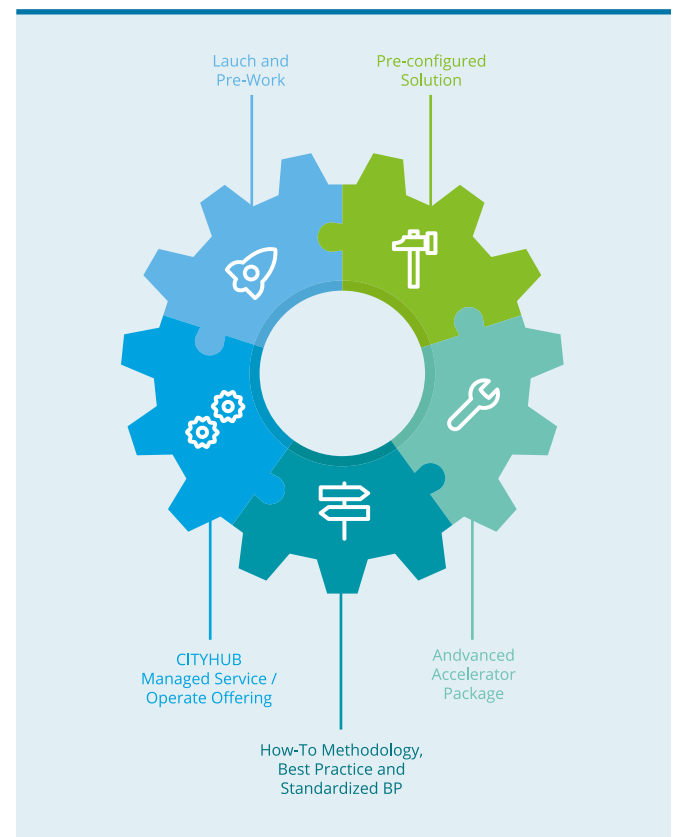 Lauch and
Pre-Work
Pre-configured
Solution
CITYHUB
Managed Service /
Operate Offering
Andvanced
Accelerator
Package
How-To Methodology,
Best Practice and
Standardized BP